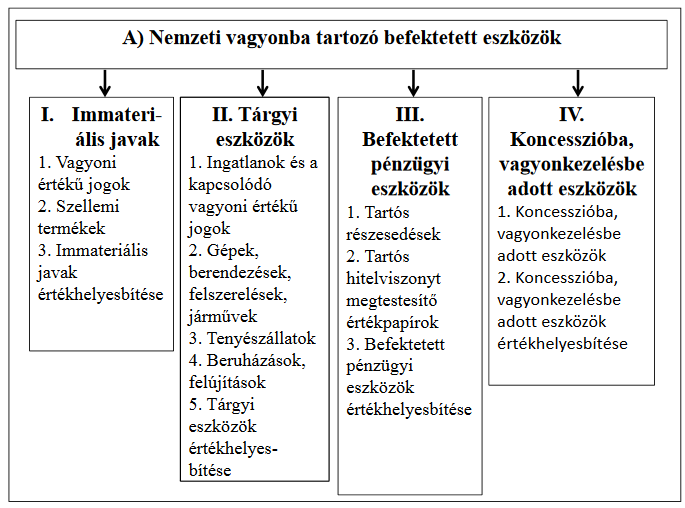 A) Nemzeti vagyonba tartozó befektetett eszközök
I. Immateri-
ális javak
1. Vagyoni
értékű jogok
2. Szellemi
termékek
3. Immateriális
javak
értékhelyesbítése
II. Tárgyi
eszközök
1. Ingatlanok és a
kapcsolódó
vagyoni értékű
jogok
2. Gépek,
berendezések,
felszerelések,
járművek
3. Tenyészállatok
4. Beruházások,
felújítások
5. Tárgyi
eszközök
értékhelyes-
bítése
III.
Befektetett
pénzügyi
eszközök
1. Tartós
részesedések
2. Tartós
hitelviszonyt
megtestesítő
értékpapírok
3. Befektetett
pénzügyi
eszközök
értékhelyesbítése
IV.
Koncesszióba,
vagyonkezelésbe
adott eszközök
1. Koncesszióba,
vagyonkezelésbe
adott eszközök
2. Koncesszióba,
vagyonkezelésbe
adott eszközök
értékhelyesbítése